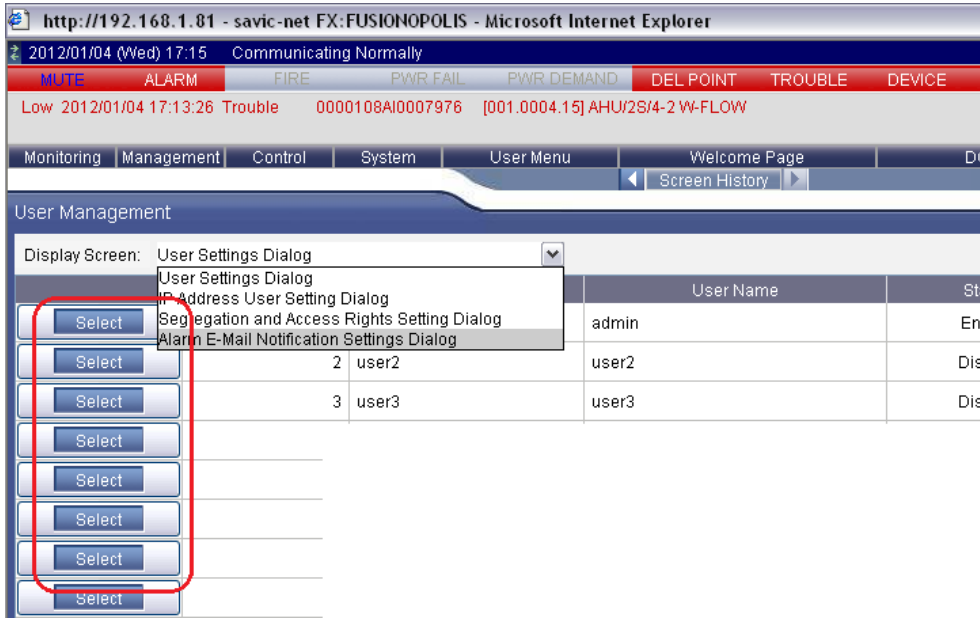 http://192.168.1.81 - savic-net FX:FUSIONOPOLIS - Microsoft Internet Explorer
2012/01/04 (Wed) 17:15 Communicating Normally
MUTE ALARM FIRE PWR FAIL PWR DEMAND DEL POINT TROUBLE DEVICE
Low 2012/01/04 17:13:26 Trouble 0000108AI0007976 [001.0004.15] AHU/2S/4-2 W-FLOW
Monitoring Management Control System User Menu Welcome Page
Screen History
User Management
Display Screen: User Settings Dialog
User Settings Dialog
IP Address User Setting Dialog
Segregation and Access Rights Setting Dialog
Alarm E-Mail Notification Settings Dialog
User Name St
Select admin En
Select 2 user2 user2 Dis
Select 3 user3 user3 Dis
Select
Select
Select
Select
Select